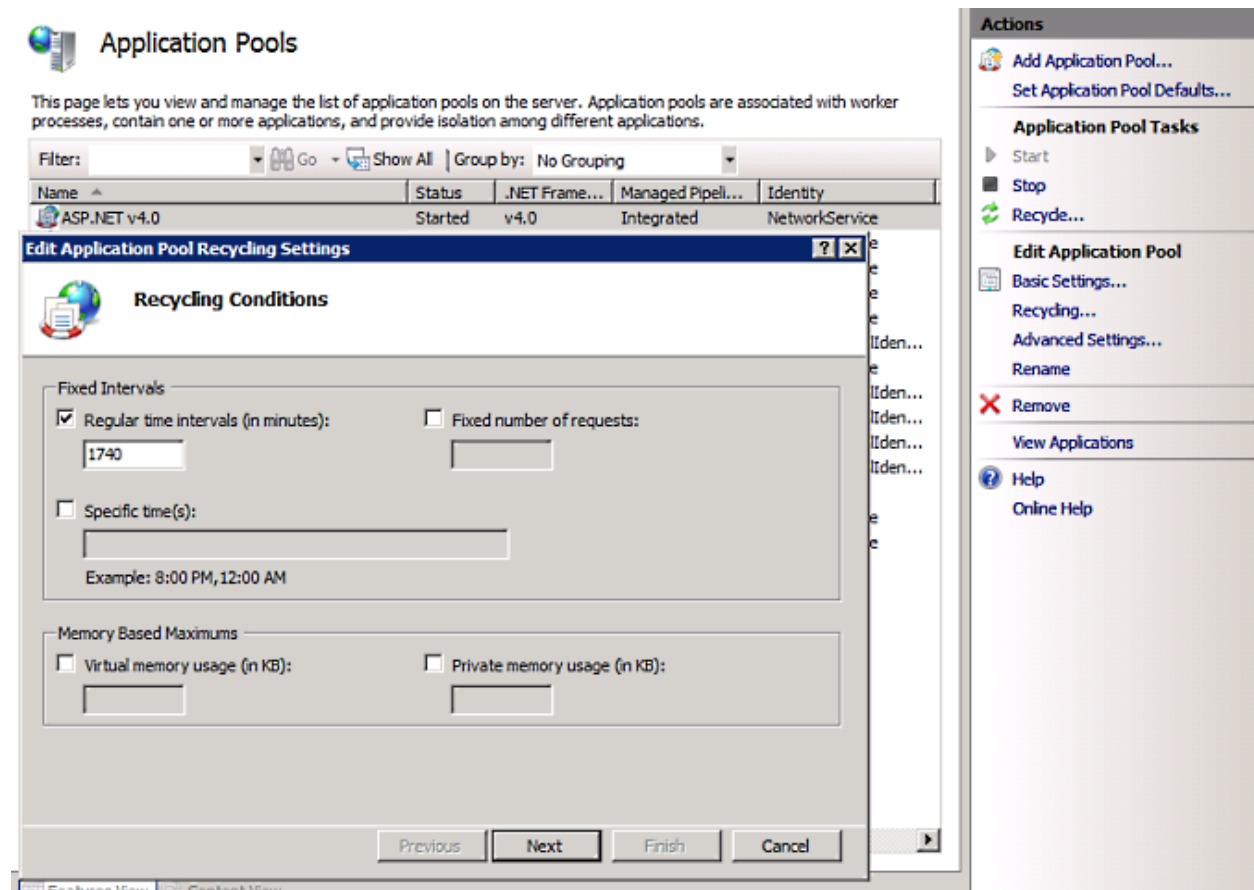 Application Pools
This page lets you view and manage the list of application pools on the server. Application pools are associated with worker
processes, contain one or more applications, and provide isolation among different applications.
Filter: Go Show All Group by: No Grouping
Name Status .NET Frame... Managed Pipeli... Identity
ASP.NET v4.0 Started v4.0 Integrated NetworkService
Edit Application Pool Recycling Settings
Recycling Conditions
Fixed Intervals
Regular time intervals (in minutes): Fixed number of requests:
1740
Specific time(s):
Example: 8:00 PM,12:00 AM
Memory Based Maximums
Virtual memory usage (in KB): Private memory usage (in KB):
Previous Next Finish Cancel
Features View Content View
Actions
Add Application Pool...
Set Application Pool Defaults...
Application Pool Tasks
Start
Stop
Recycle...
Edit Application Pool
Basic Settings...
Recycling...
Advanced Settings...
Rename
Remove
View Applications
Help
Online Help